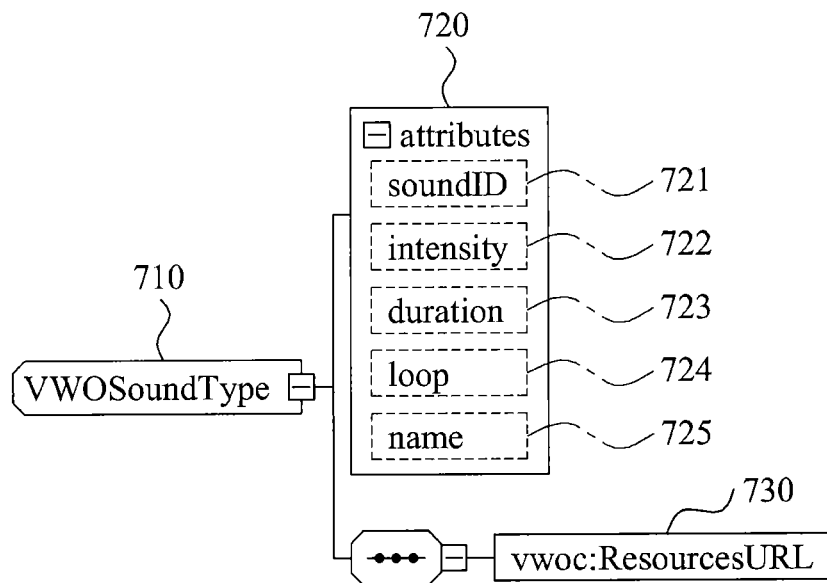 720
attributes
soundID
721
intensity
722
710
duration
723
VWOSoundType
loop
724
name
725
730
vwoc:ResourcesURL